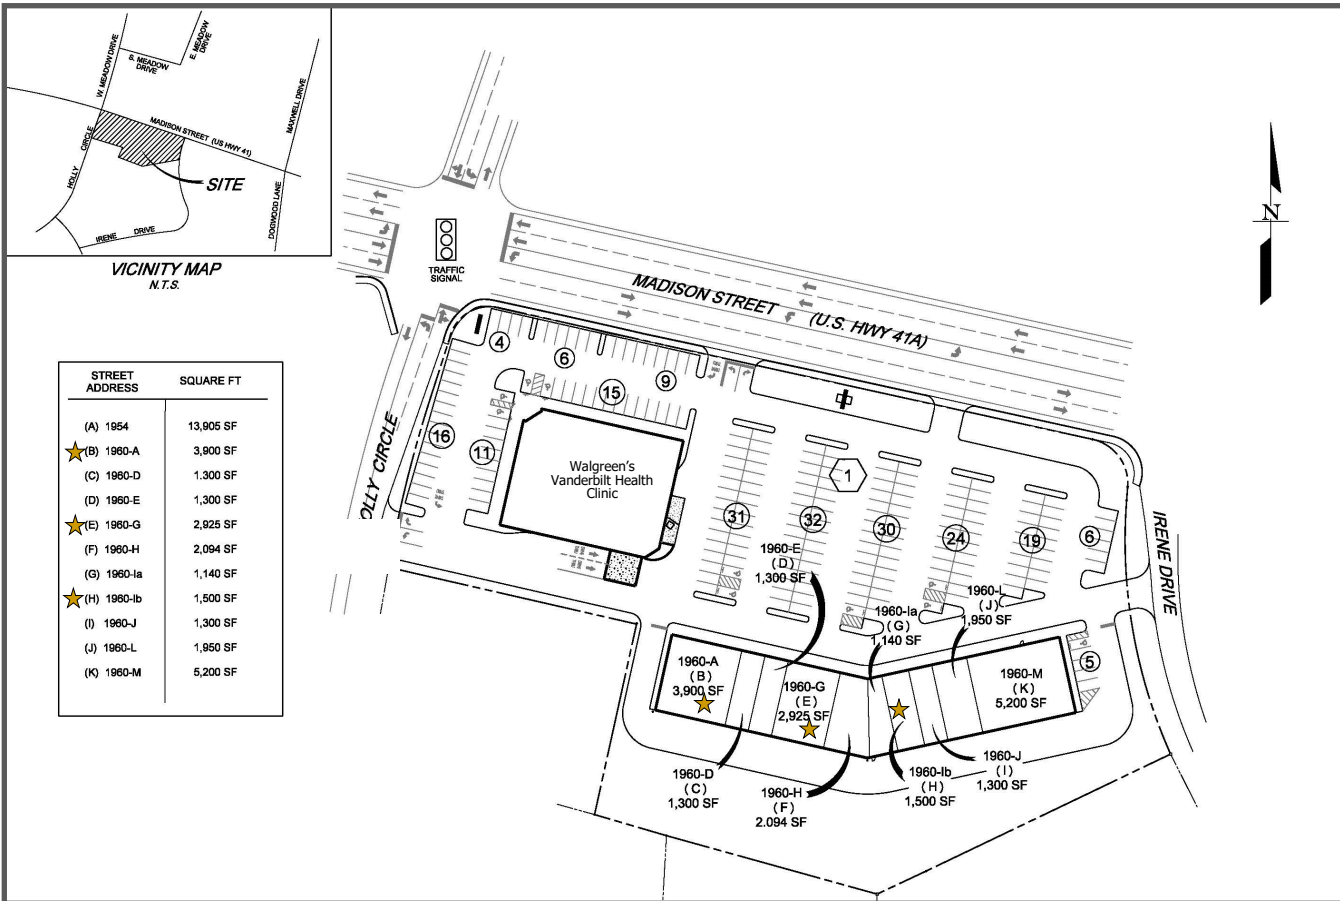 W. MEADOW DRIVE
S. MEADOW
DRIVE
E. MEADOW
DRIVE
MAXWELL DRIVE
MADISON STREET (US HWY 41)
HOLLY CIRCLE
SITE
IRENE DRIVE
DOGWOOD LANE
VICINITY MAP
N.T.S.
STREET
ADDRESS SQUARE FT
(A) 1954 13,905 SF
(B) 1960-A 3,900 SF
(C) 1960-D 1.300 SF
(D) 1960-E 1,300 SF
(E) 1960-G 2,925 SF
(F) 1960-H 2,094 SF
(G) 1960-Ia 1,140 SF
(H) 1960-Ib 1,500 SF
(I) 1960-J 1,300 SF
(J) 1960-L 1,950 SF
(K) 1960-M 5,200 SF
TRAFFIC
SIGNAL
N
MADISON STREET (U.S. HWY 41A)
OLLY CIRCLE
IRENE DRIVE
4
6
9
15
16
11
Walgreen's
Vanderbilt Health
Clinic
1
31
32
30
24
19
6
5
1960-E
(D)
1,300 SF
1960-Ia
(G)
1,140 SF
1960-L
(J)
1,950 SF
1960-A
(B)
3,900 SF
1960-G
(E)
2,925 SF
1960-M
(K)
5,200 SF
1960-D
(C)
1,300 SF
1960-H
(F)
2.094 SF
1960-Ib
(H)
1,500 SF
1960-J
(I)
1,300 SF